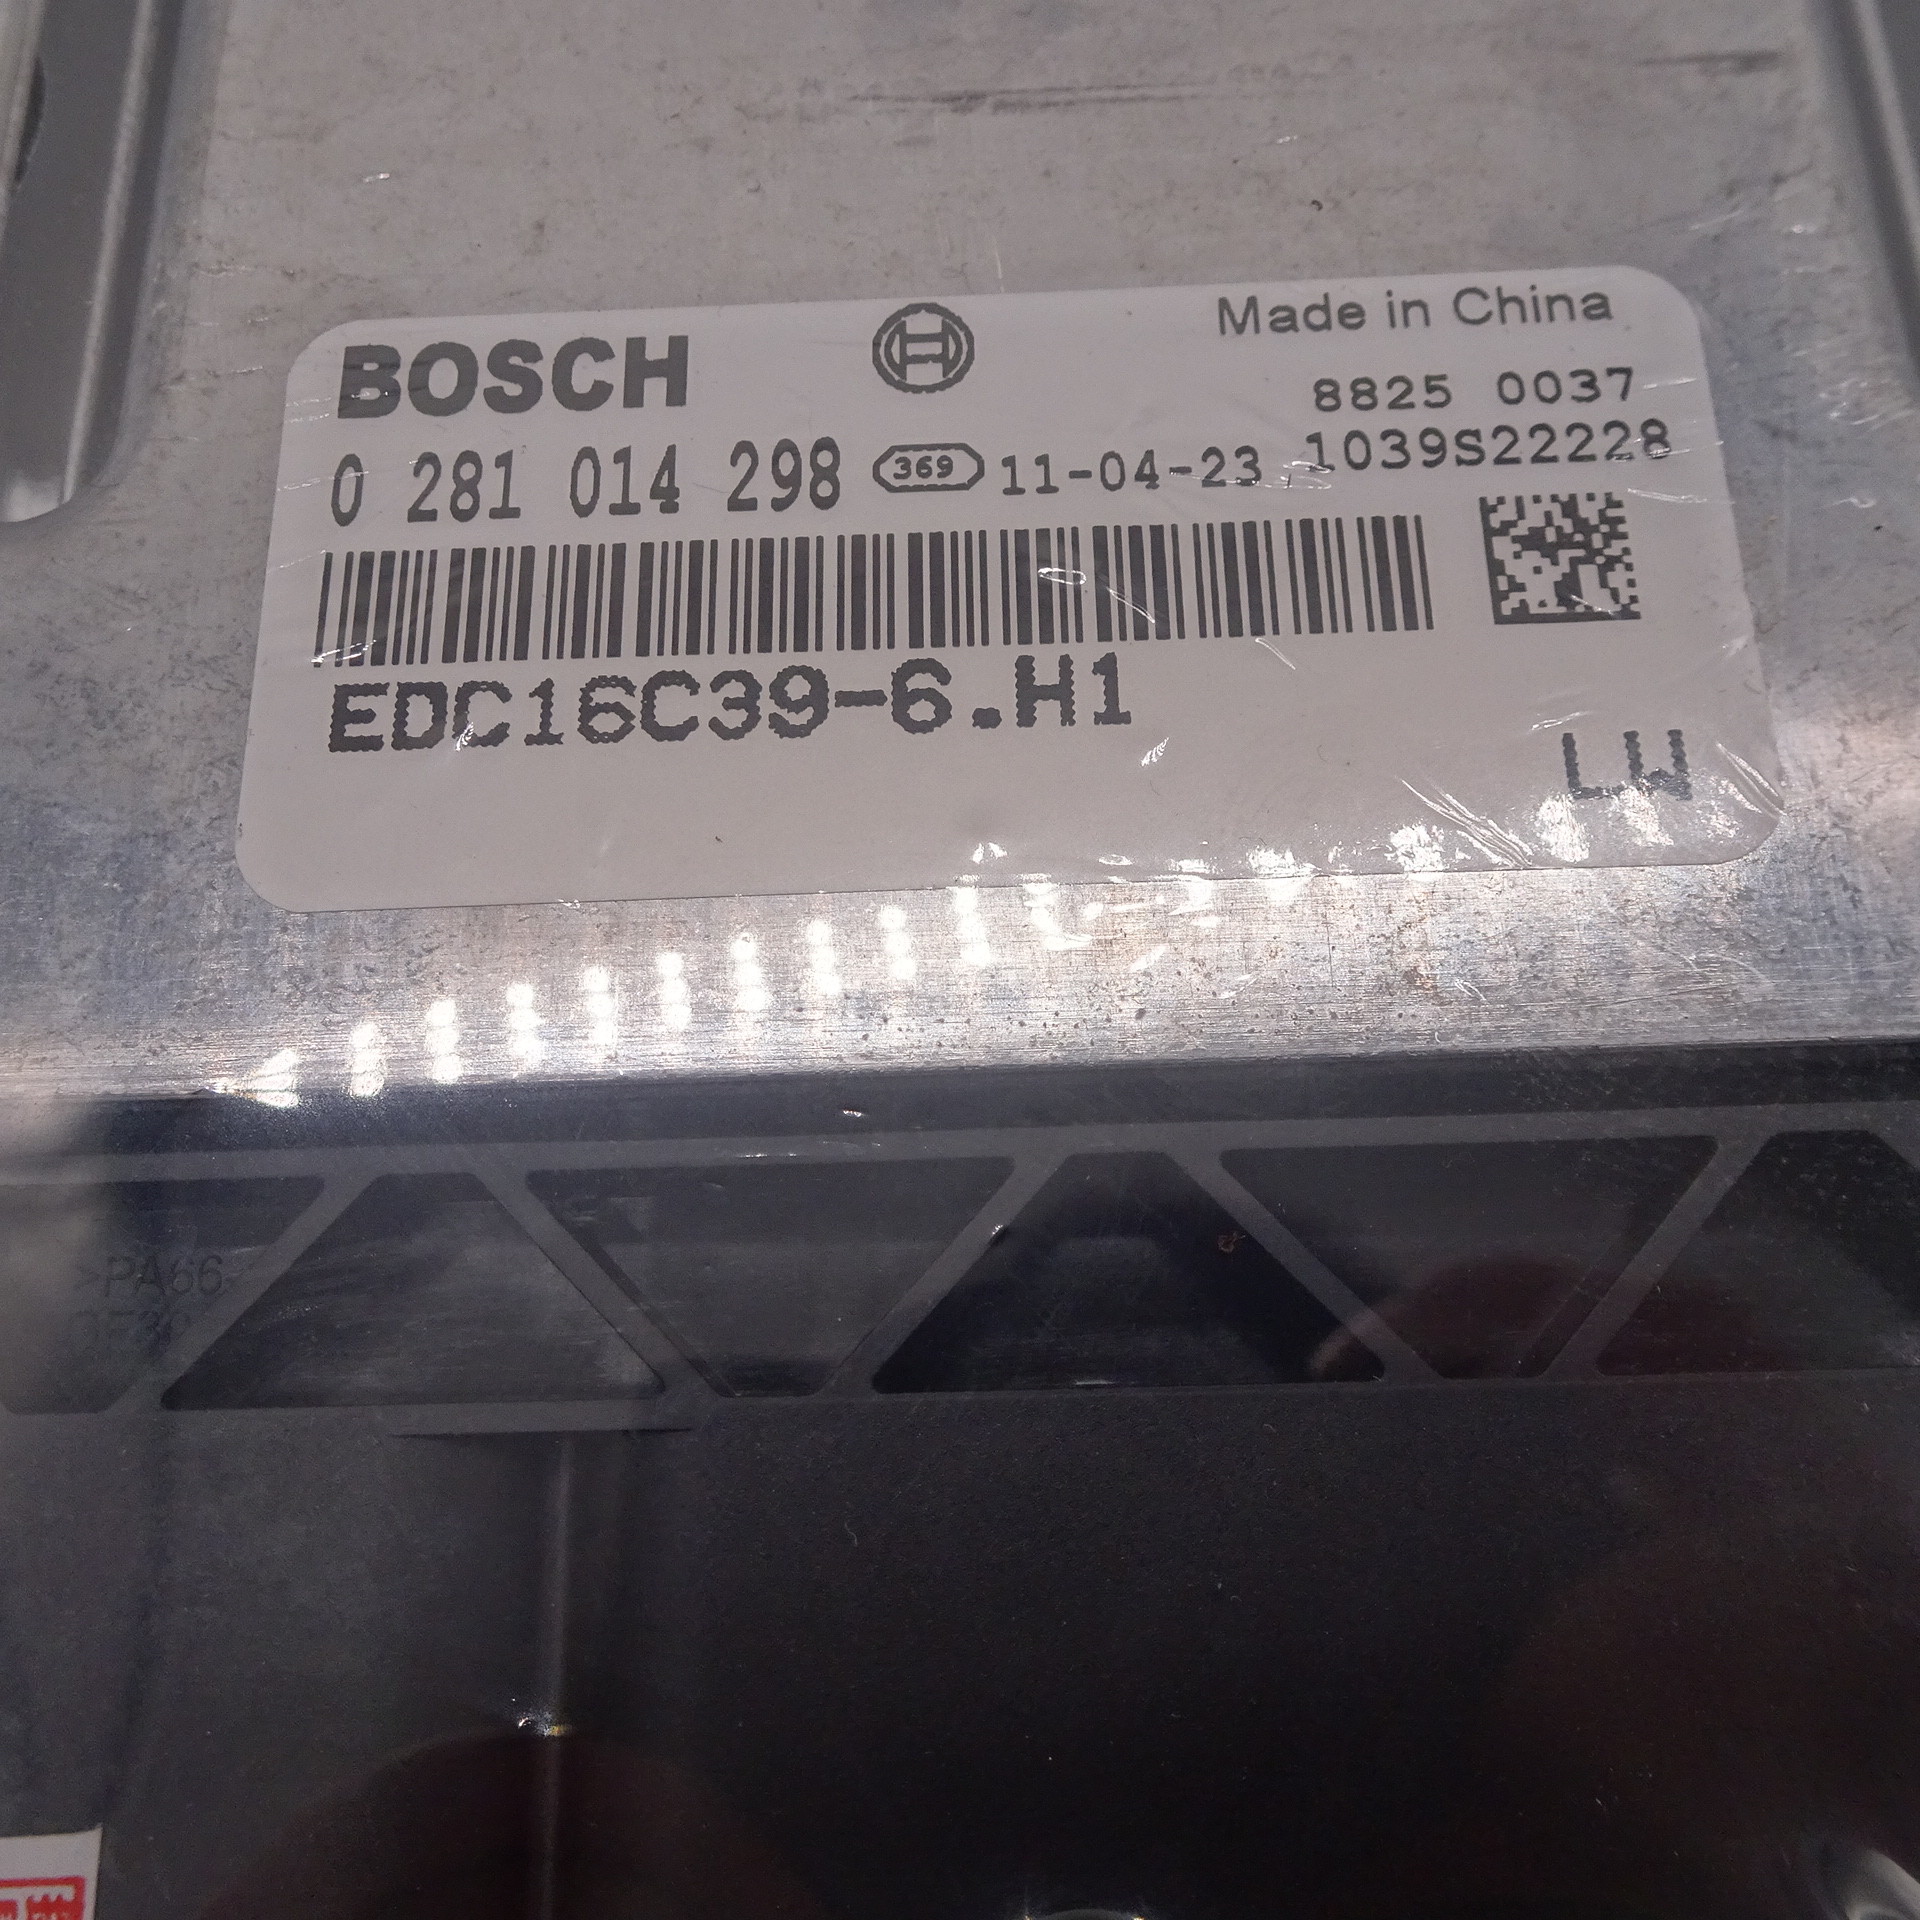 BOSCH
Made in China
8825 0037
0 281 014 298 369 11-04-23 1039S22228
EDC16C39-6.H1
LW
>PA66